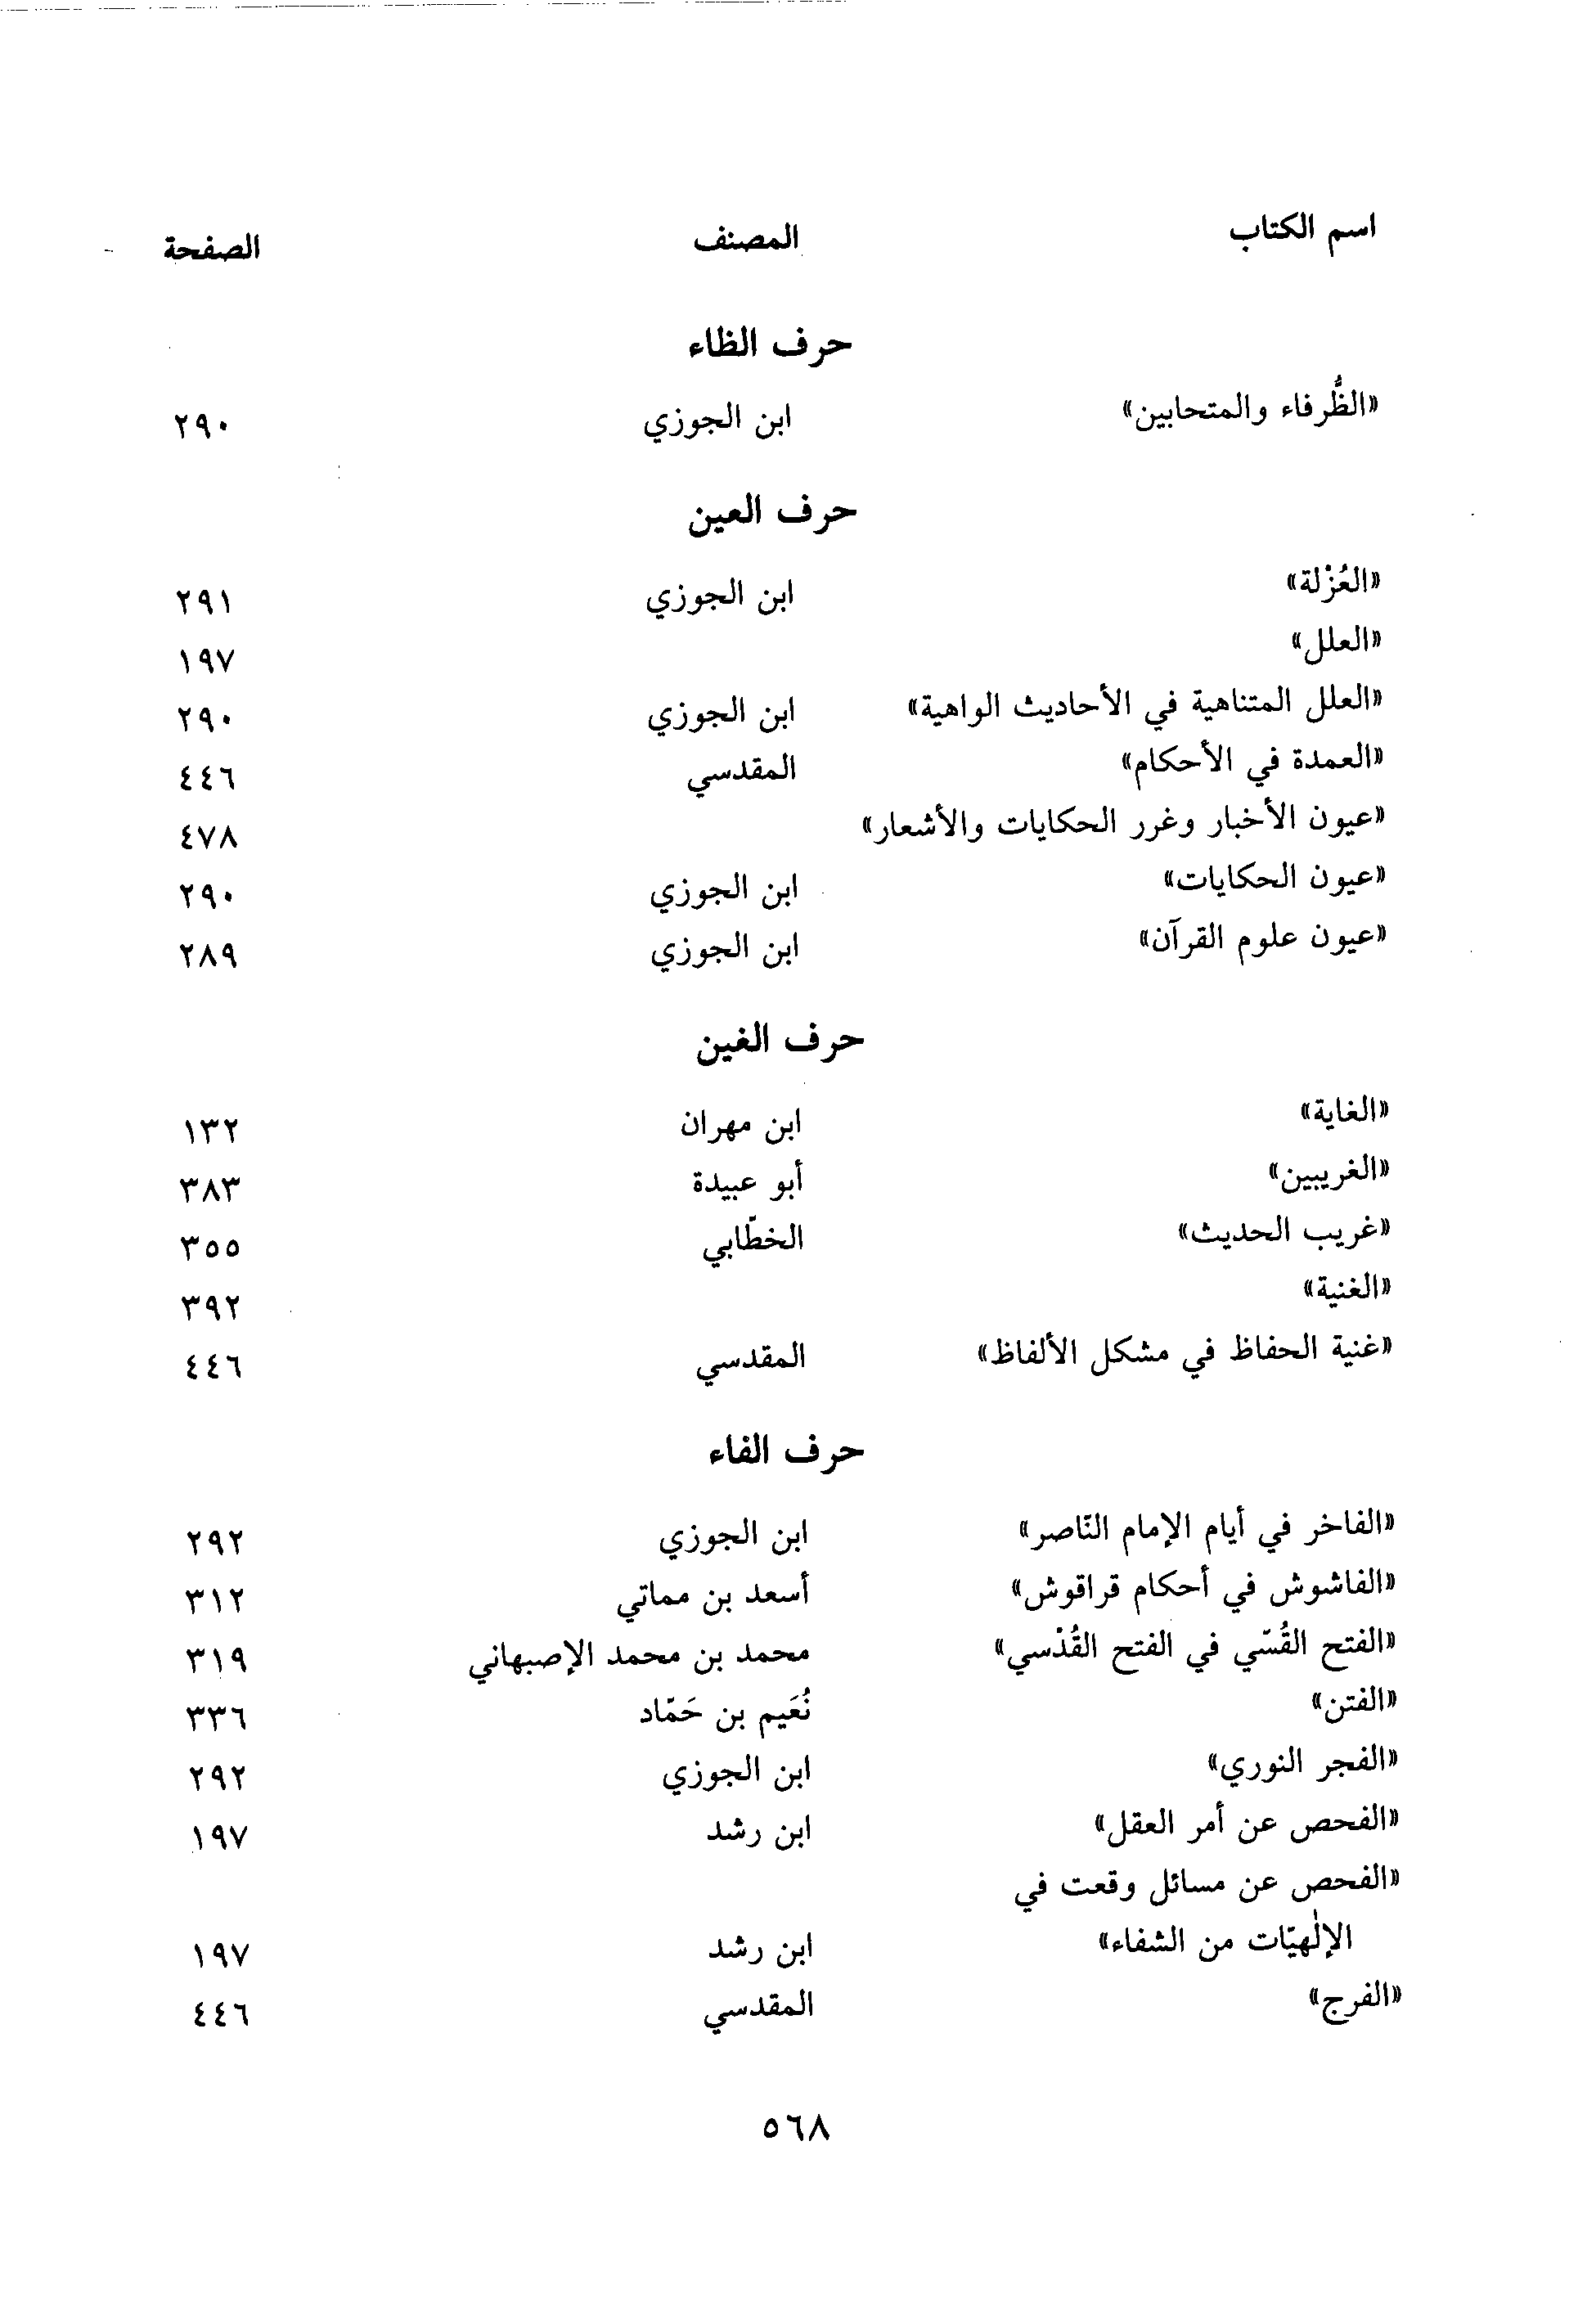 اسم الكتاب المصنف الصفحة
حرف الظاء
«الظُّرفاء والمتحابين» ابن الجوزي ٢٩٠
حرف العين
«العُزْلة» ابن الجوزي ٢٩١
«العلل» ١٩٧
«العلل المتناهية في الأحاديث الواهية» ابن الجوزي ٢٩٠
«العمدة في الأحكام» المقدسي ٤٤٦
«عيون الأخبار وغرر الحكايات والأشعار» ٤٧٨
«عيون الحكايات» ابن الجوزي ٢٩٠
«عيون علوم القرآن» ابن الجوزي ٢٨٩
حرف الغين
«الغاية» ابن مهران ١٣٢
«الغريبين» أبو عبيدة ٣٨٣
«غريب الحديث» الخطّابي ٣٥٥
«الغنية» ٣٩٢
«غنية الحفاظ في مشكل الألفاظ» المقدسي ٤٤٦
حرف الفاء
«الفاخر في أيام الإمام النّاصر» ابن الجوزي ٢٩٢
«الفاشوش في أحكام قراقوش» أسعد بن مماتي ٣١٢
«الفتح القُسّي في الفتح القُدْسي» محمد بن محمد الإصبهاني ٣١٩
«الفتن» نُعَيم بن حَمّاد ٣٣٦
«الفجر النوري» ابن الجوزي ٢٩٢
«الفحص عن أمر العقل» ابن رشد ١٩٧
«الفحص عن مسائل وقعت في
الإلٰهيّات من الشفاء» ابن رشد ١٩٧
«الفرج» المقدسي ٤٤٦
٥٦٨